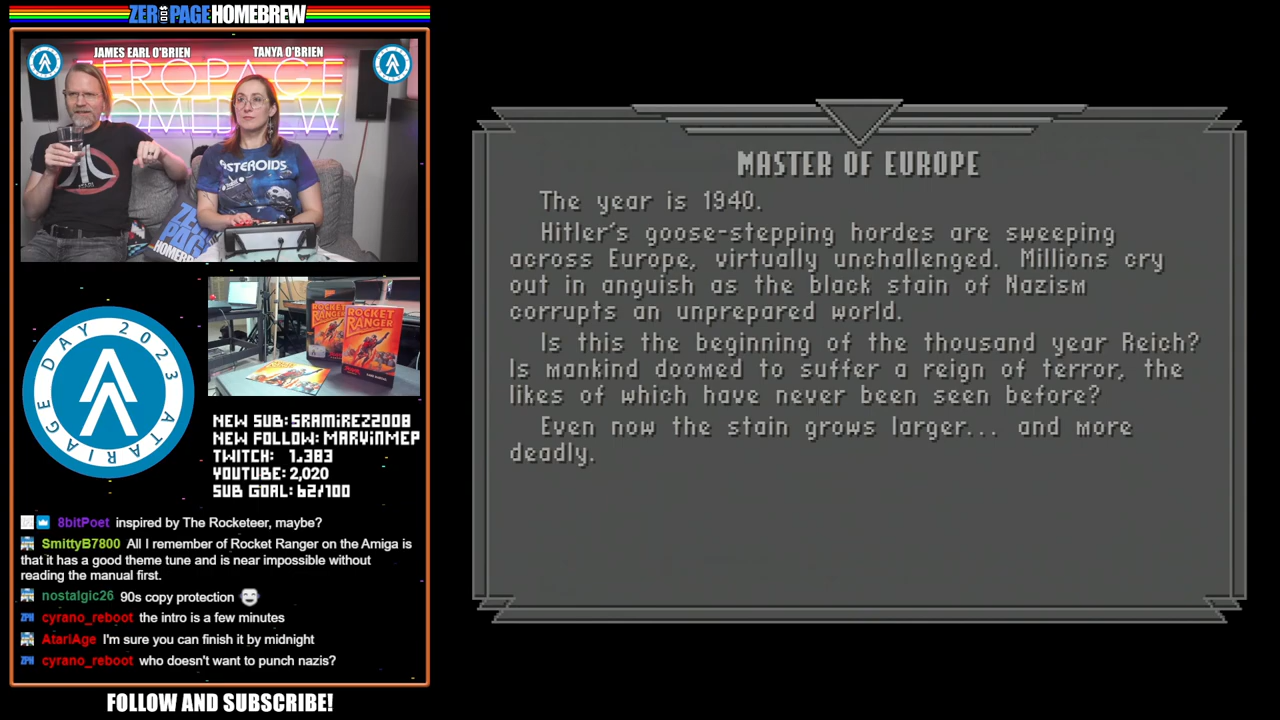 ZEROPAGE HOMEBREW
JAMES EARL O'BRIEN
TANYA O'BRIEN
ZEROPAGE
HOMEBREW
ATARI
ASTEROIDS
ZERO
PAGE
HOMEBREW
ATARIAGE DAY 2023
ROCKET
RANGER
ROCKET
RANGER
NEW SUB: SRAMIREZ2008
NEW FOLLOW: MARVINMEP
TWITCH: 1,383
YOUTUBE: 2,020
SUB GOAL: 62/100
8bitPoet inspired by The Rocketeer, maybe?
SmittyB7800 All I remember of Rocket Ranger on the Amiga is
that it has a good theme tune and is near impossible without
reading the manual first.
nostalgic26 90s copy protection
ZPH cyrano_reboot the intro is a few minutes
AtariAge I'm sure you can finish it by midnight
ZPH cyrano_reboot who doesn't want to punch nazis?
FOLLOW AND SUBSCRIBE!
MASTER OF EUROPE
The year is 1940.
Hitler's goose-stepping hordes are sweeping
across Europe, virtually unchallenged. Millions cry
out in anguish as the black stain of Nazism
corrupts an unprepared world.
Is this the beginning of the thousand year Reich?
Is mankind doomed to suffer a reign of terror, the
likes of which have never been seen before?
Even now the stain grows larger... and more
deadly.